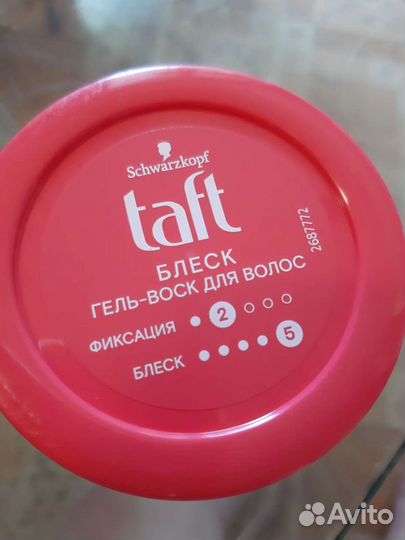 Schwarzkopf
taft
БЛЕСК
ГЕЛЬ-ВОСК ДЛЯ ВОЛОС
ФИКСАЦИЯ 2
БЛЕСК 5
2687772
Avito